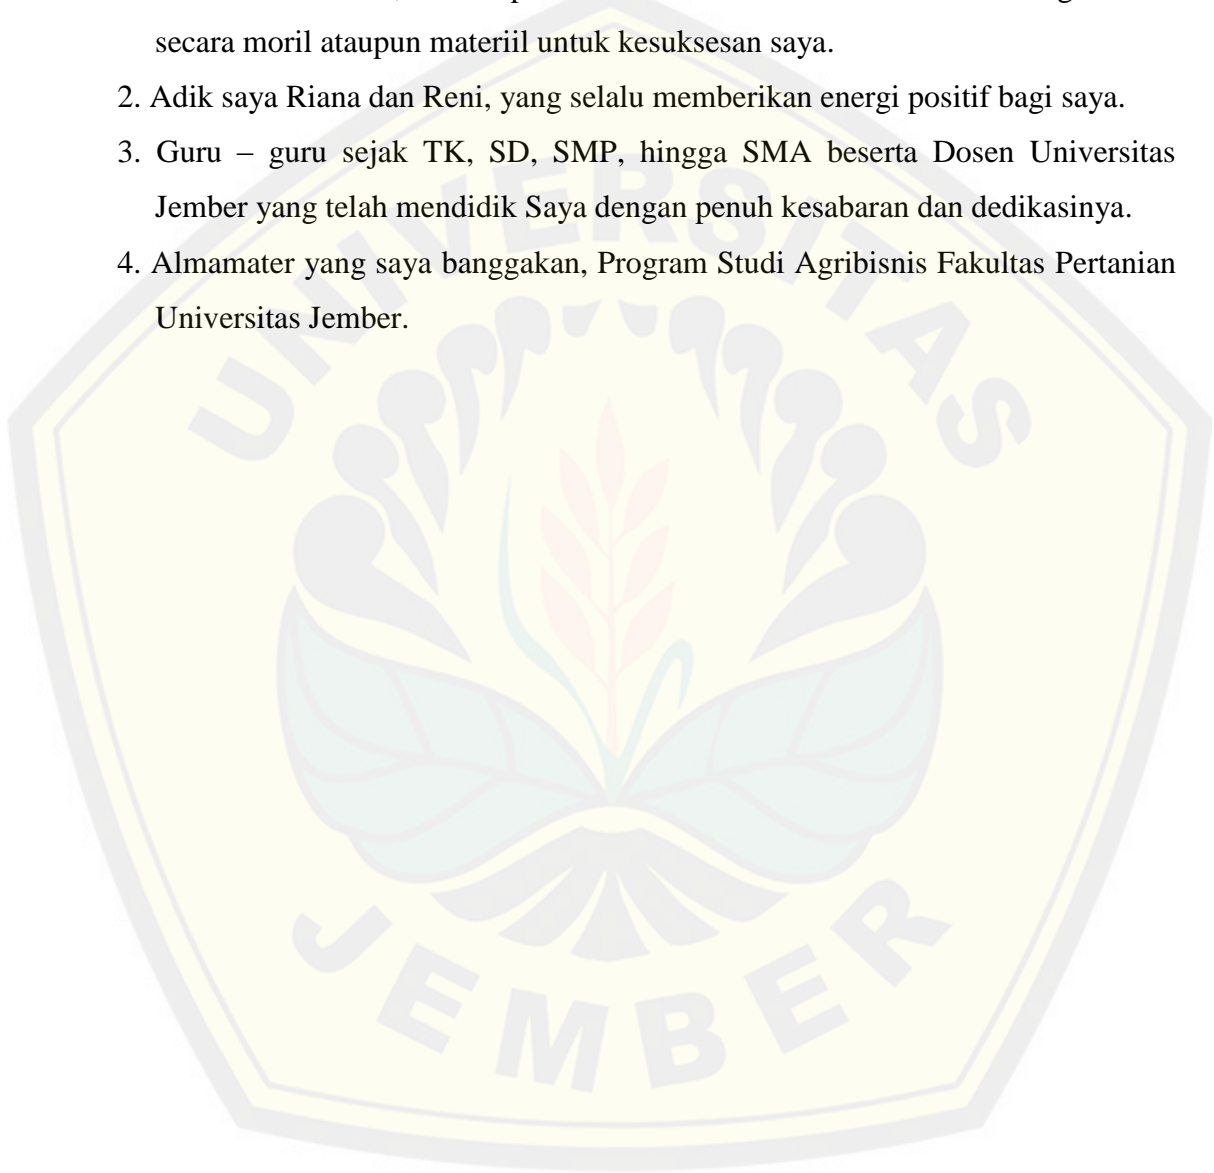 secara moril ataupun materiil untuk kesuksesan saya.
2. Adik saya Riana dan Reni, yang selalu memberikan energi positif bagi saya.
3. Guru – guru sejak TK, SD, SMP, hingga SMA beserta Dosen Universitas
Jember yang telah mendidik Saya dengan penuh kesabaran dan dedikasinya.
4. Almamater yang saya banggakan, Program Studi Agribisnis Fakultas Pertanian
Universitas Jember.
UNIVERSITAS
JEMBER